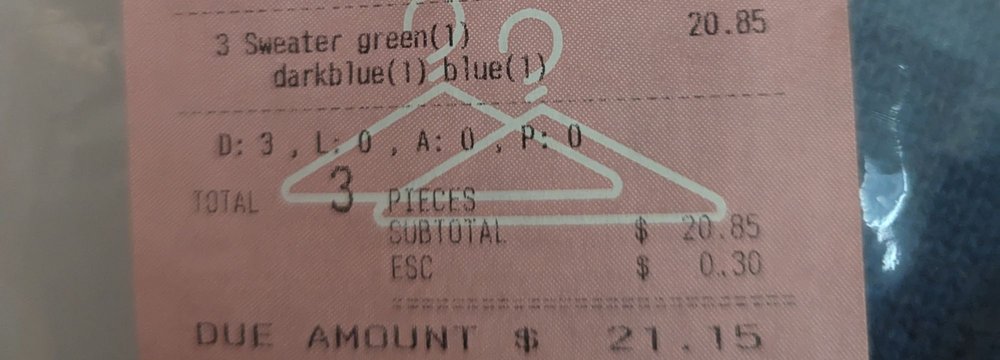 3 Sweater green(1) 20.85
darkblue(1) blue(1)
D: 3 , L: 0 , A: 0 , P: 0
TOTAL 3 PIECES
SUBTOTAL $ 20.85
ESC $ 0.30
DUE AMOUNT $ 21.15